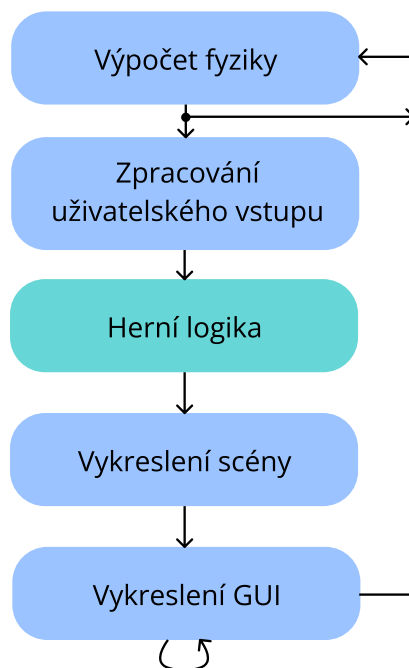 Výpočet fyziky
Zpracování
uživatelského vstupu
Herní logika
Vykreslení scény
Vykreslení GUI